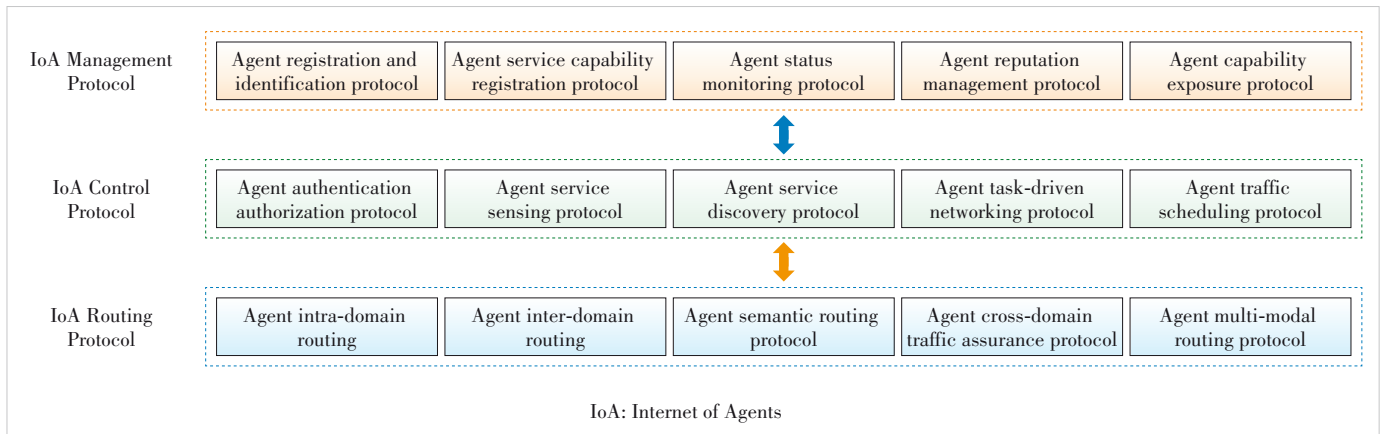 IoA Management
Protocol
Agent registration and
identification protocol
Agent service capability
registration protocol
Agent status
monitoring protocol
Agent reputation
management protocol
Agent capability
exposure protocol
IoA Control
Protocol
Agent authentication
authorization protocol
Agent service
sensing protocol
Agent service
discovery protocol
Agent task-driven
networking protocol
Agent traffic
scheduling protocol
IoA Routing
Protocol
Agent intra-domain
routing
Agent inter-domain
routing
Agent semantic routing
protocol
Agent cross-domain
traffic assurance protocol
Agent multi-modal
routing protocol
IoA: Internet of Agents